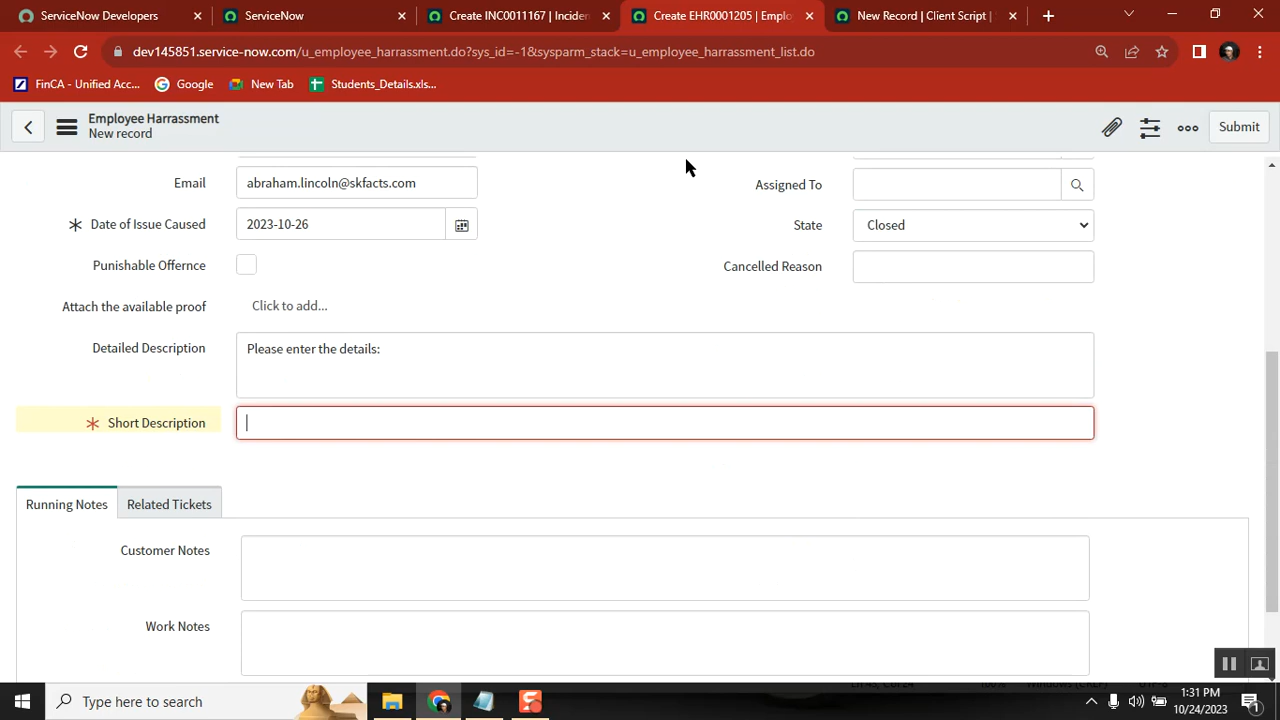 ServiceNow Developers
ServiceNow
Create INC0011167 | Inciden
Create EHR0001205 | Emplo
New Record | Client Script |
dev145851.service-now.com/u_employee_harrassment.do?sys_id=-1&sysparm_stack=u_employee_harrassment_list.do
FinCA - Unified Acc...
Google
New Tab
Students_Details.xls...
Employee Harrassment
New record
Submit
Email
abraham.lincoln@skfacts.com
Assigned To
Date of Issue Caused
2023-10-26
State
Closed
Punishable Offernce
Cancelled Reason
Attach the available proof
Click to add...
Detailed Description
Please enter the details:
Short Description
Running Notes
Related Tickets
Customer Notes
Work Notes
Type here to search
1:31 PM
10/24/2023